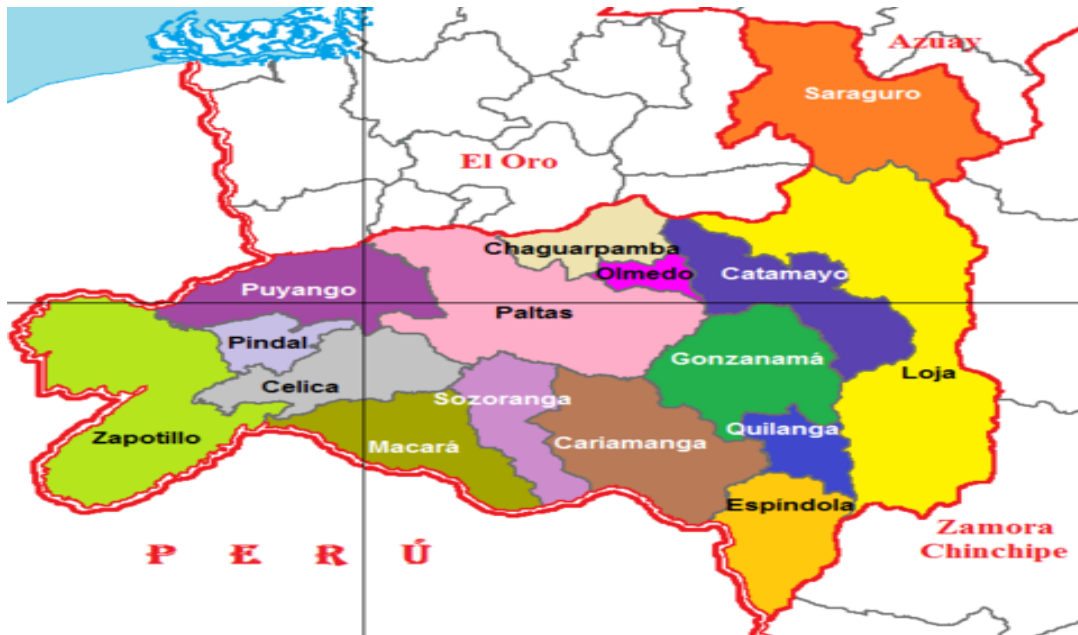 Azuay
Saraguro
El Oro
Chaguarpamba
Olmedo
Catamayo
Puyango
Paltas
Pindal
Gonzanamá
Celica
Loja
Sozoranga
Zapotillo
Macará
Cariamanga
Quilanga
Espíndola
Zamora
Chinchipe
P E R Ú